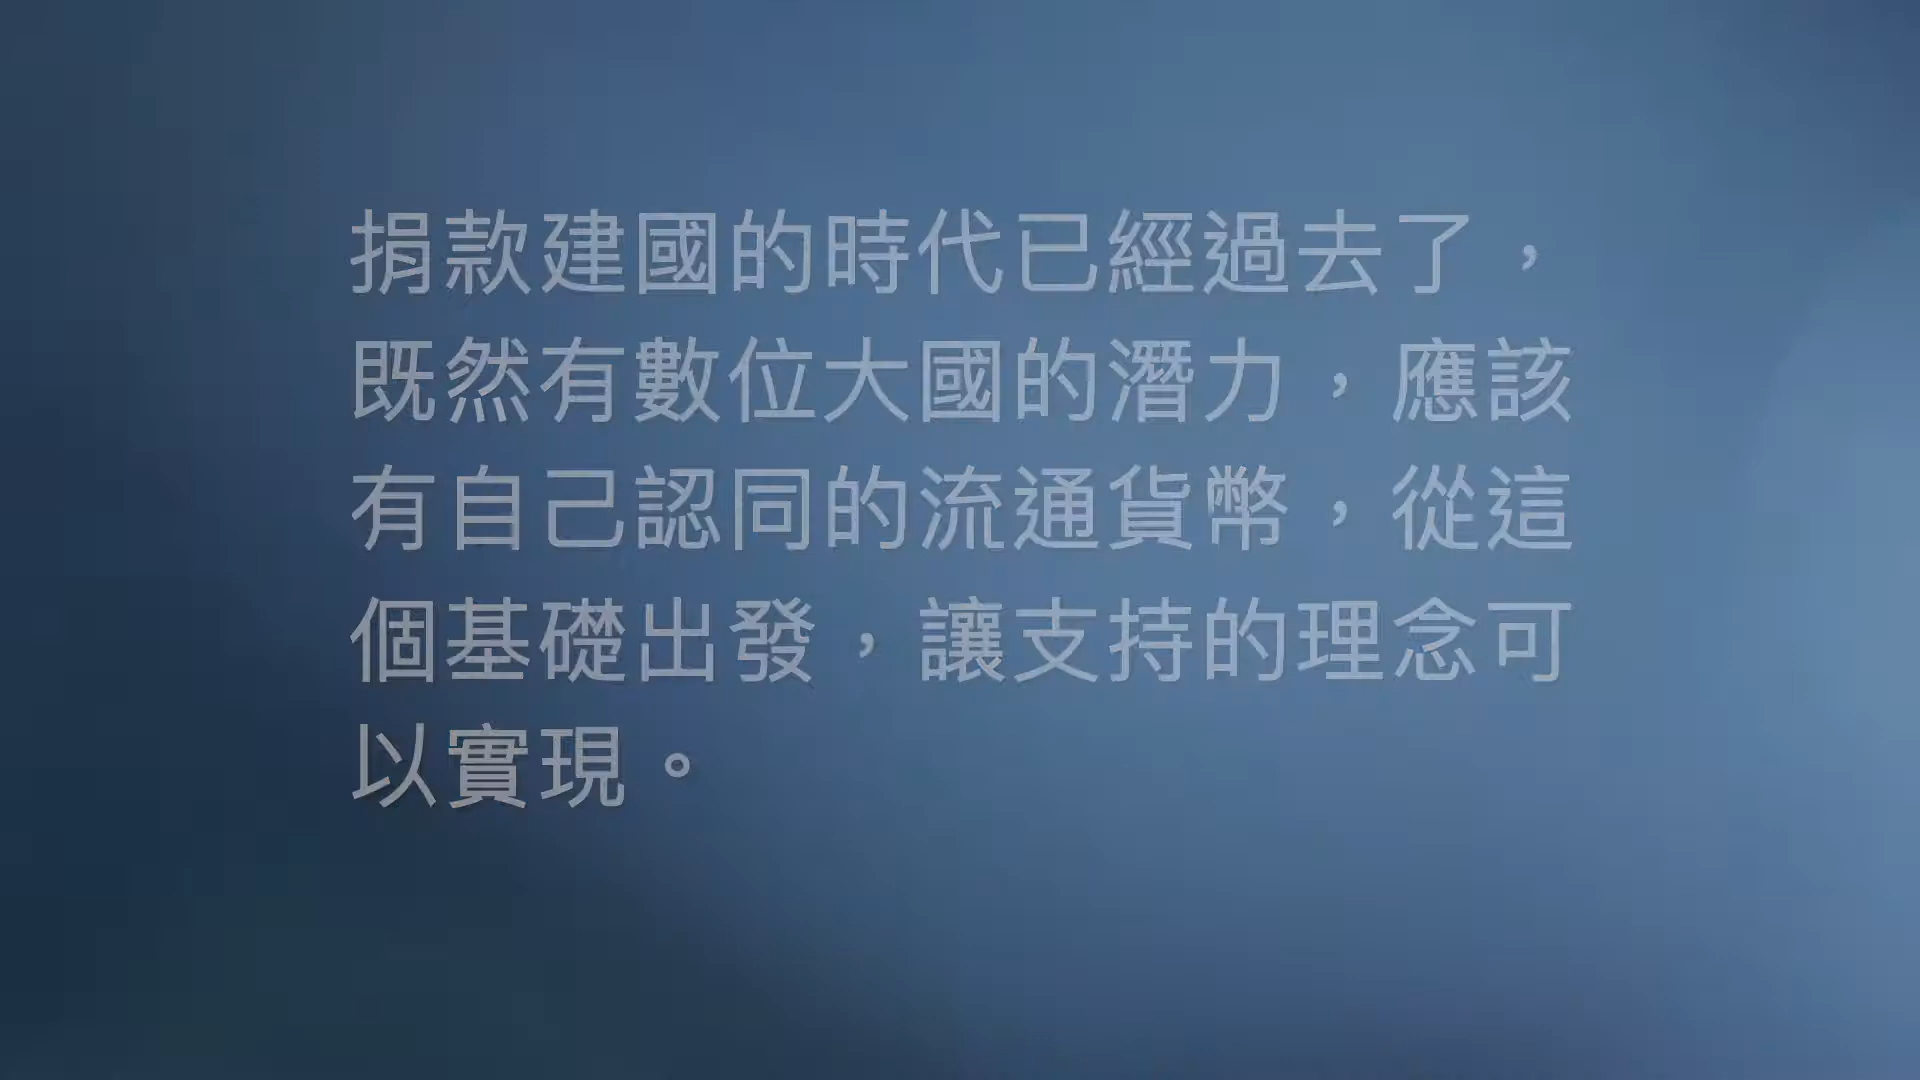 捐款建國的時代已經過去了，
既然有數位大國的潛力，應該
有自己認同的流通貨幣，從這
個基礎出發，讓支持的理念可
以實現。